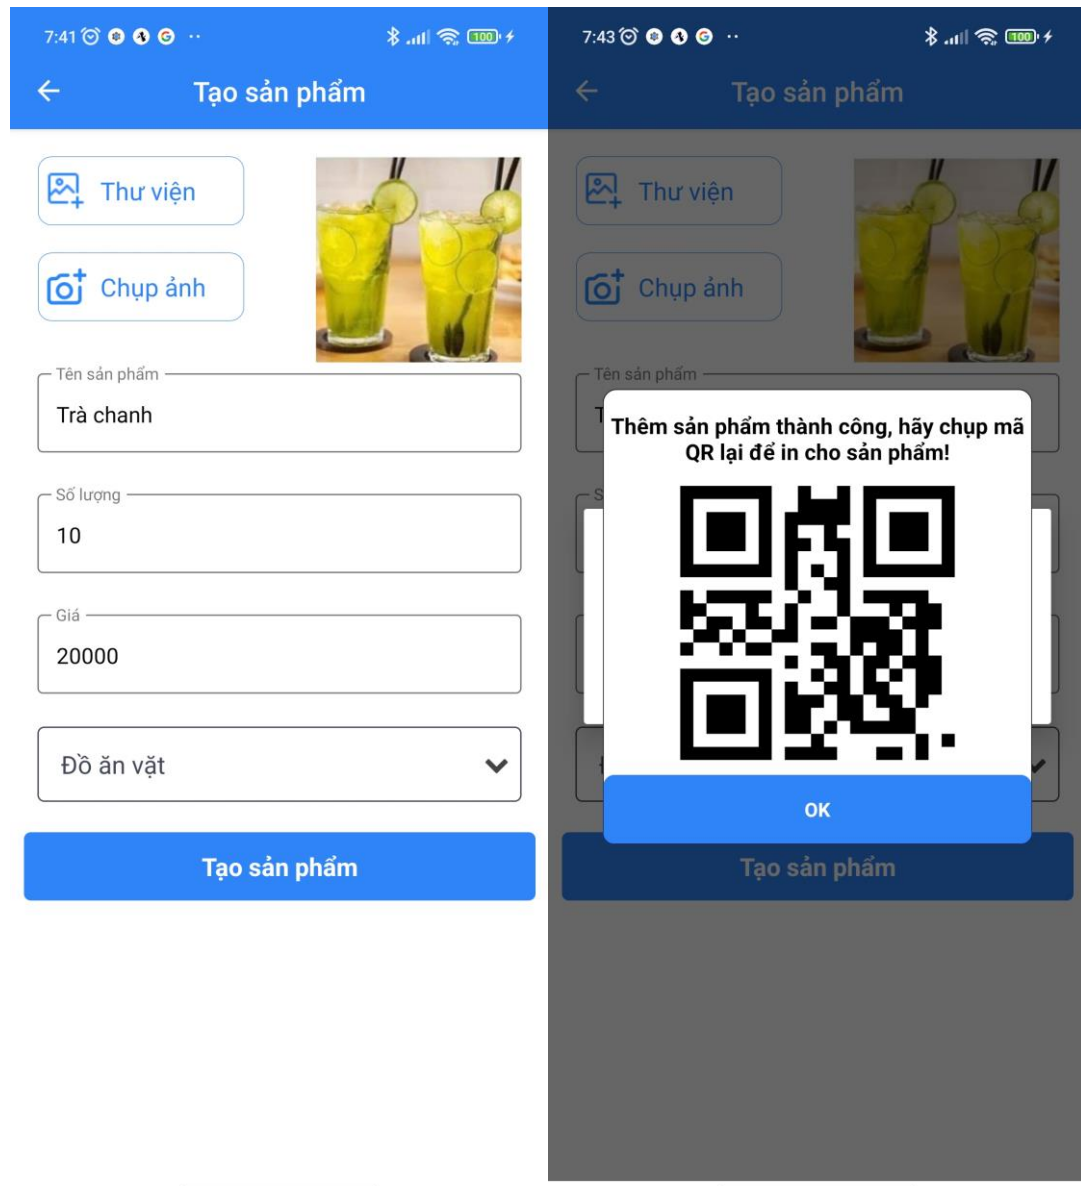 7:41
100
Tạo sản phẩm
Thư viện
Chụp ảnh
Tên sản phẩm
Trà chanh
Số lượng
10
Giá
20000
Đồ ăn vặt
Tạo sản phẩm
7:43
100
Tạo sản phẩm
Thư viện
Chụp ảnh
Tên sản phẩm
Thêm sản phẩm thành công, hãy chụp mã
QR lại để in cho sản phẩm!
OK
Tạo sản phẩm